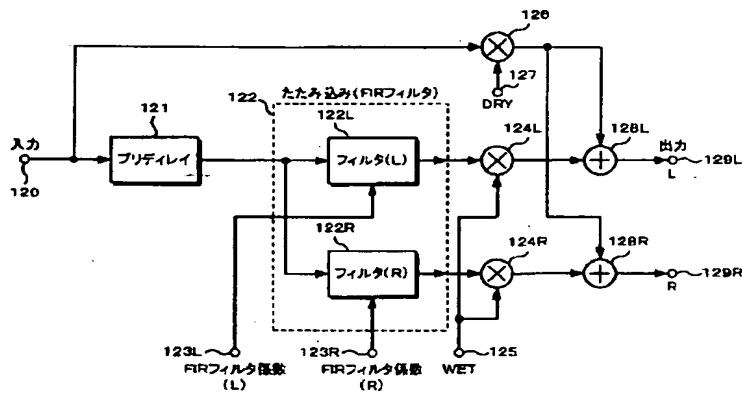 126
127
DRY
たたみ込み(FIRフィルタ)
122
121
122L
124L
128L
入力
プリディレイ
フィルタ(L)
出力
L
129L
120
122R
124R
128R
フィルタ(R)
R
129R
123L
123R
125
FIRフィルタ係数
(L)
FIRフィルタ係数
(R)
WET